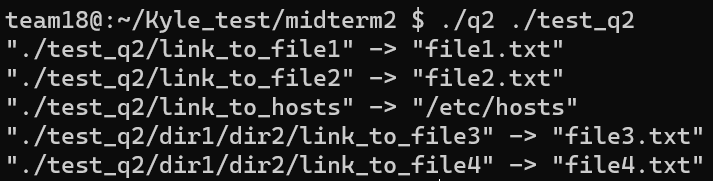 team18@:~/Kyle_test/midterm2 $ ./q2 ./test_q2
"./test_q2/link_to_file1" -> "file1.txt"
"./test_q2/link_to_file2" -> "file2.txt"
"./test_q2/link_to_hosts" -> "/etc/hosts"
"./test_q2/dir1/dir2/link_to_file3" -> "file3.txt"
"./test_q2/dir1/dir2/link_to_file4" -> "file4.txt"